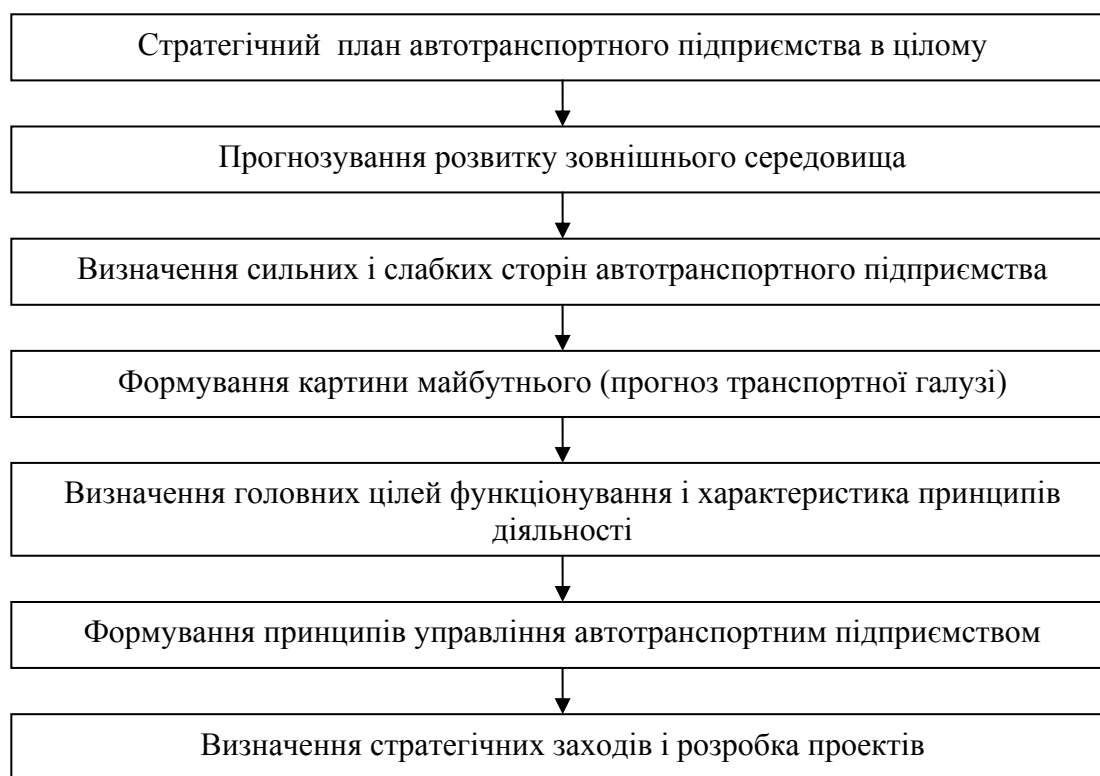 Стратегічний план автотранспортного підприємства в цілому
Прогнозування розвитку зовнішнього середовища
Визначення сильних і слабких сторін автотранспортного підприємства
Формування картини майбутнього (прогноз транспортної галузі)
Визначення головних цілей функціонування і характеристика принципів
діяльності
Формування принципів управління автотранспортним підприємством
Визначення стратегічних заходів і розробка проектів